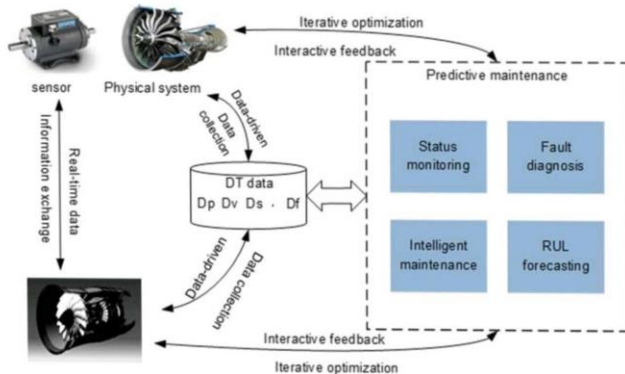 Iterative optimization
Interactive feedback
sensor
Physical system
Predictive maintenance
Data-driven
Data
collection
Real-time data
Information exchange
DT data
Dp Dv Ds . Df
Status
monitoring
Fault
diagnosis
Intelligent
maintenance
RUL
forecasting
Data-driven
Data collection
Interactive feedback
Iterative optimization